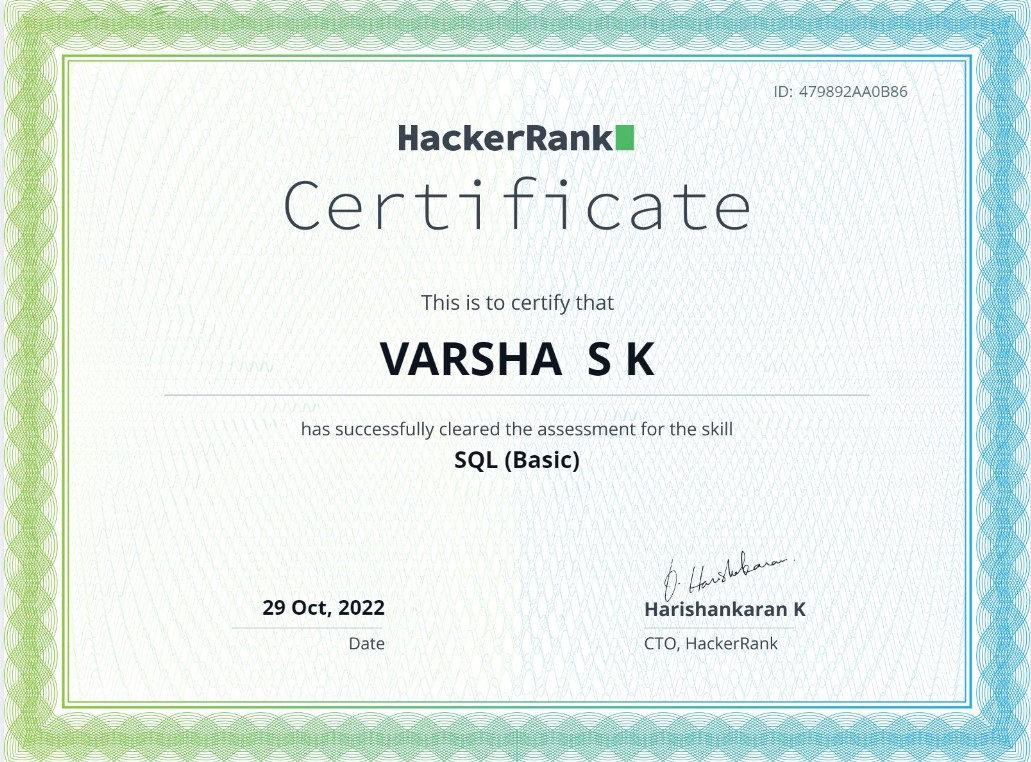 ID: 479892AA0B86
HackerRank
Certificate
This is to certify that
VARSHA S K
has successfully cleared the assessment for the skill
SQL (Basic)
29 Oct, 2022
Date
Harishankaran K
CTO, HackerRank